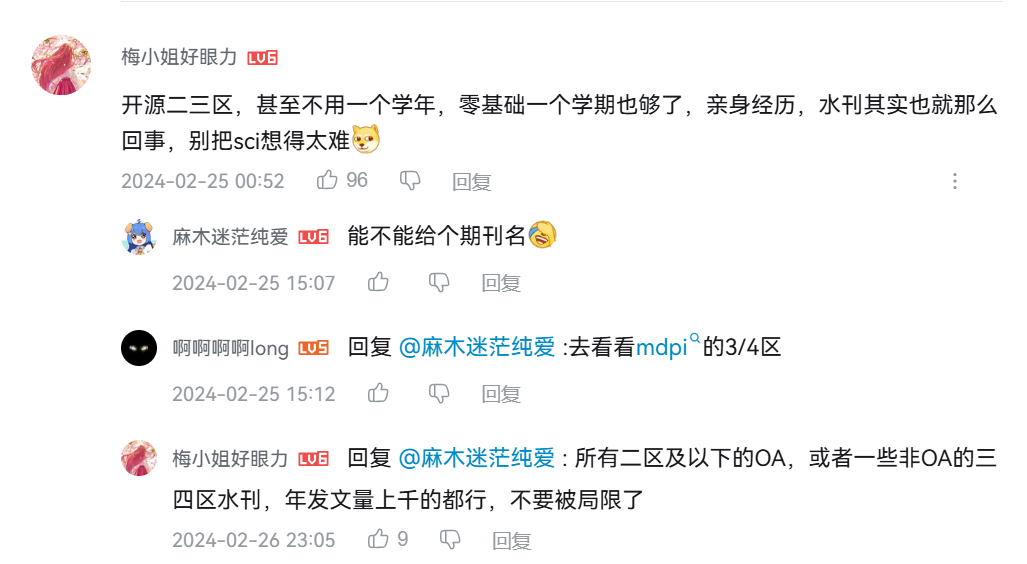 梅小姐好眼力 LV6
开源二三区，甚至不用一个学年，零基础一个学期也够了，亲身经历，水刊其实也就那么
回事，别把sci想得太难
2024-02-25 00:52 96 回复
麻木迷茫纯爱 LV6 能不能给个期刊名
2024-02-25 15:07 回复
啊啊啊啊long LV5 回复 @麻木迷茫纯爱 :去看看mdpi的3/4区
2024-02-25 15:12 回复
梅小姐好眼力 LV6 回复 @麻木迷茫纯爱 : 所有二区及以下的OA，或者一些非OA的三
四区水刊，年发文量上千的都行，不要被局限了
2024-02-26 23:05 9 回复